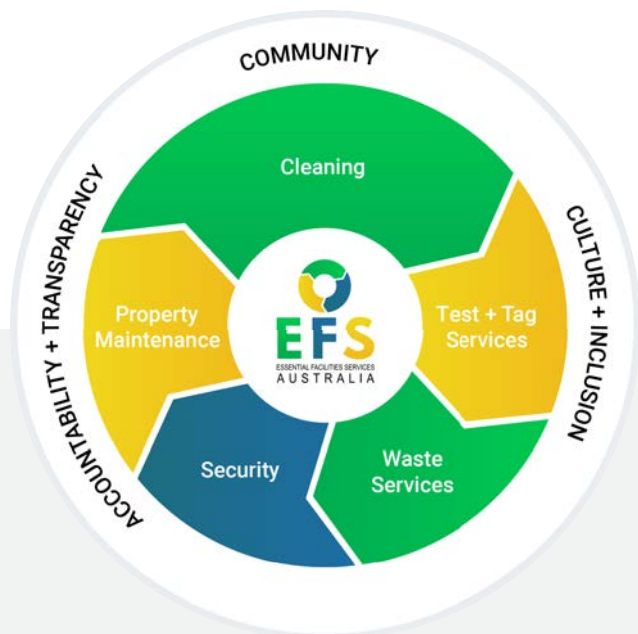 COMMUNITY
CULTURE + INCLUSION
ACCOUNTABILITY + TRANSPARENCY
Cleaning
Test + Tag
Services
Waste
Services
Security
Property
Maintenance
EFS
ESSENTIAL FACILITIES SERVICES
AUSTRALIA